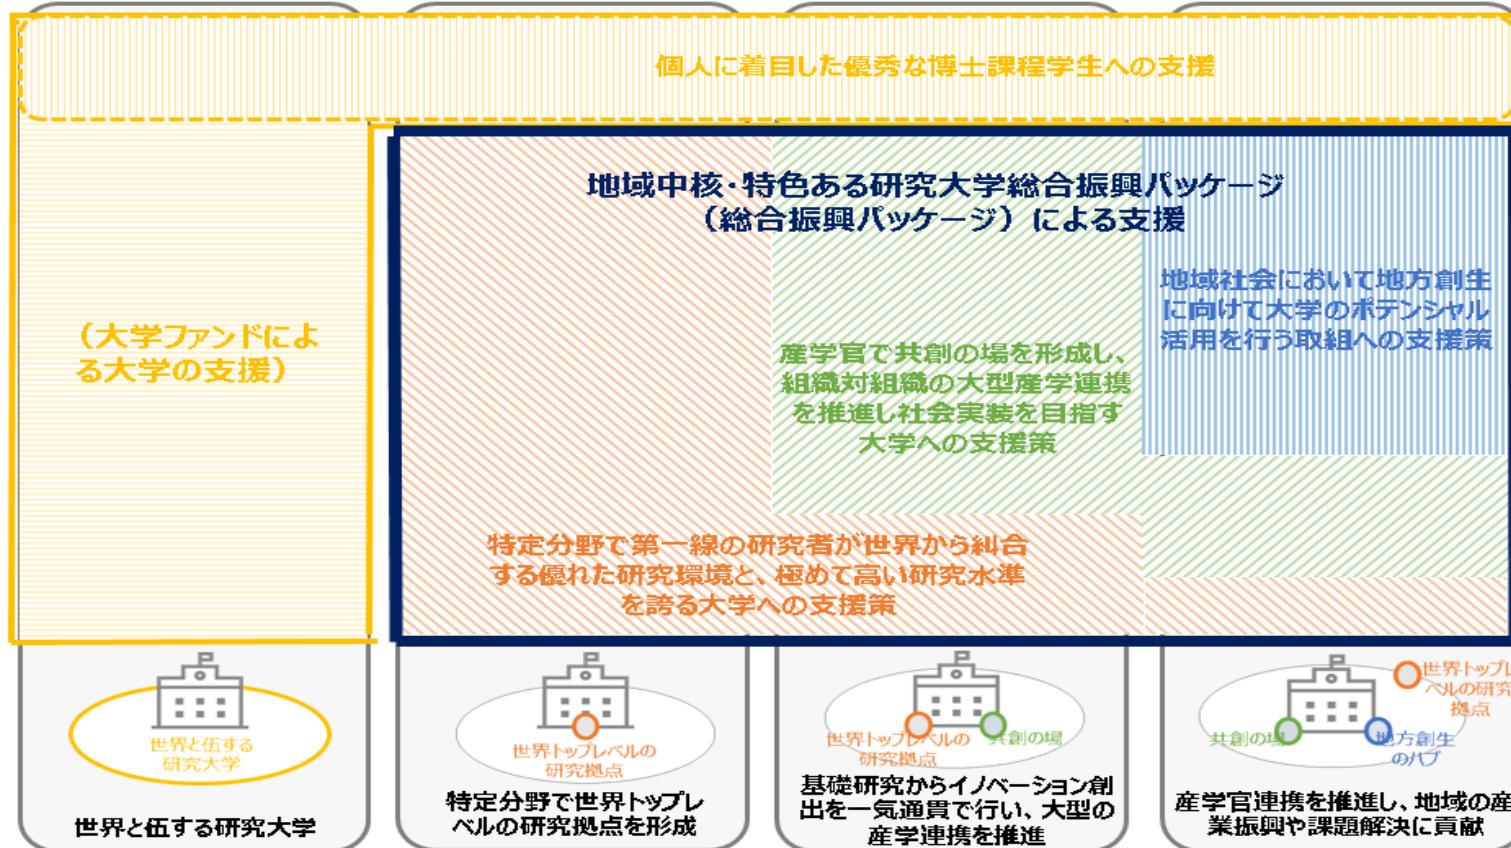 個人に着目した優秀な博士課程学生への支援
地域中核・特色ある研究大学総合振興パッケージ
（総合振興パッケージ）による支援
（大学ファンドによ
る大学の支援）
地域社会において地方創生
に向けて大学のポテンシャル
活用を行う取組への支援策
産学官で共創の場を形成し、
組織対組織の大型産学連携
を推進し社会実装を目指す
大学への支援策
特定分野で第一線の研究者が世界から糾合
する優れた研究環境と、極めて高い研究水準
を誇る大学への支援策
世界と伍する
研究大学
世界と伍する研究大学
世界トップレベルの
研究拠点
特定分野で世界トップレ
ベルの研究拠点を形成
世界トップレベルの
研究拠点
共創の場
基礎研究からイノベーション創
出を一気通貫で行い、大型の
産学連携を推進
世界トップレ
ベルの研究
拠点
共創の場
地方創生
のハブ
産学官連携を推進し、地域の産
業振興や課題解決に貢献